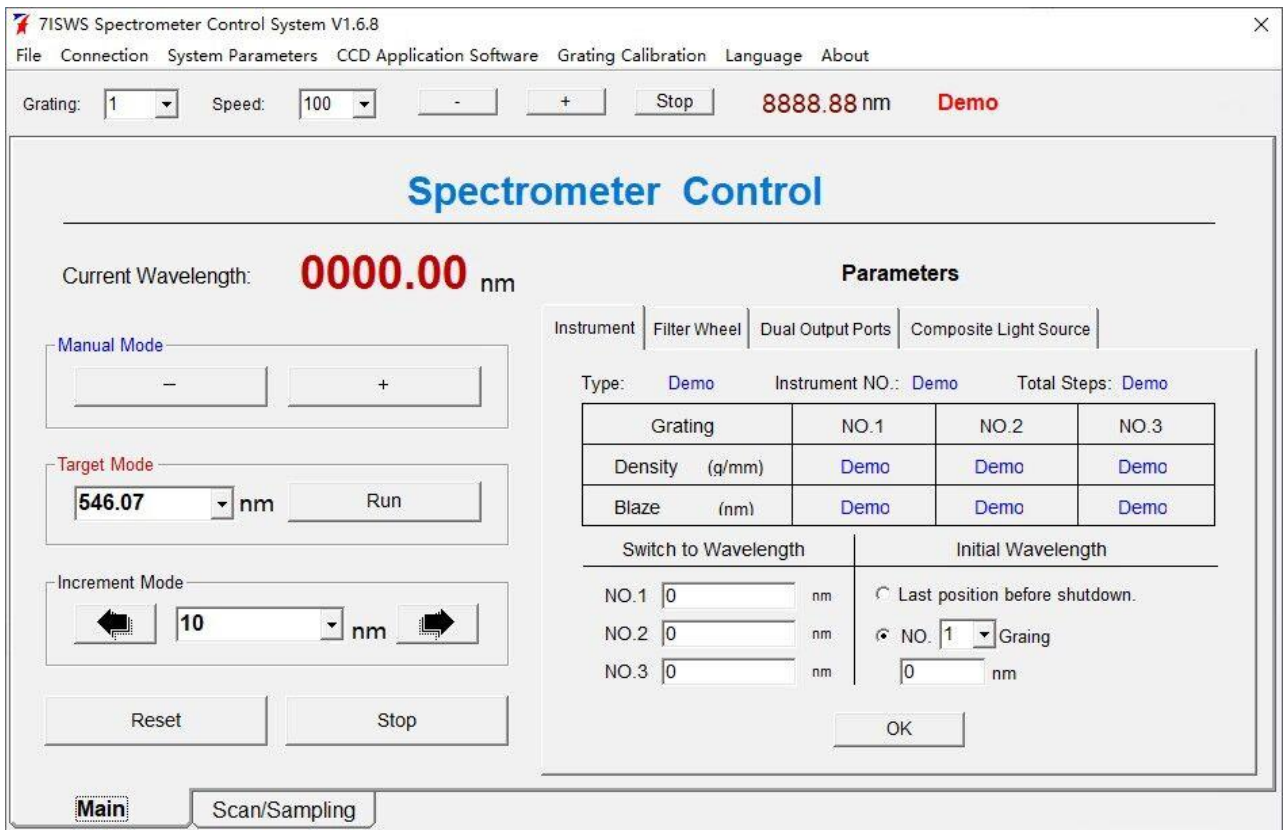 7ISWS Spectrometer Control System V1.6.8
File Connection System Parameters CCD Application Software Grating Calibration Language About
Grating: 1 Speed: 100 - + Stop 8888.88 nm Demo
Spectrometer Control
Current Wavelength: 0000.00 nm
Manual Mode
– +
Target Mode
546.07 nm Run
Increment Mode
10 nm
Reset Stop
Parameters
Instrument Filter Wheel Dual Output Ports Composite Light Source
Type: Demo Instrument NO.: Demo Total Steps: Demo
Grating NO.1 NO.2 NO.3
Density (g/mm) Demo Demo Demo
Blaze (nm) Demo Demo Demo
Switch to Wavelength
NO.1 0 nm
NO.2 0 nm
NO.3 0 nm
Initial Wavelength
Last position before shutdown.
NO. 1 Graing
0 nm
OK
Main Scan/Sampling